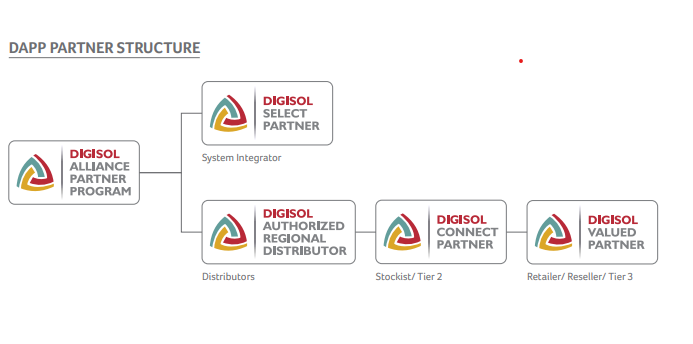 DAPP PARTNER STRUCTURE
DIGISOL
SELECT
PARTNER
System Integrator
DIGISOL
ALLIANCE
PARTNER
PROGRAM
DIGISOL
AUTHORIZED
REGIONAL
DISTRIBUTOR
Distributors
DIGISOL
CONNECT
PARTNER
Stockist/ Tier 2
DIGISOL
VALUED
PARTNER
Retailer/ Reseller/ Tier 3